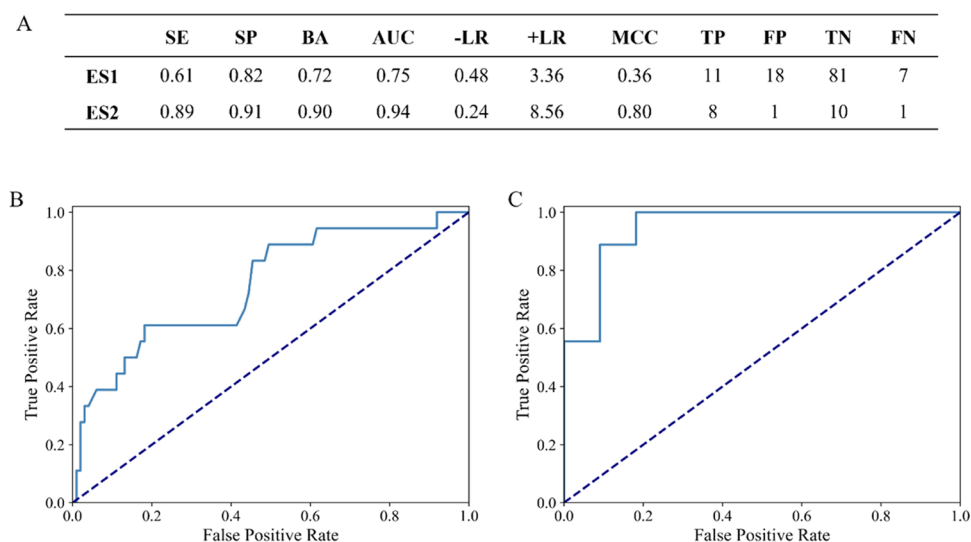 A
SE SP BA AUC -LR +LR MCC TP FP TN FN
ES1 0.61 0.82 0.72 0.75 0.48 3.36 0.36 11 18 81 7
ES2 0.89 0.91 0.90 0.94 0.24 8.56 0.80 8 1 10 1
B
1.0
0.8
0.6
0.4
0.2
0.0
True Positive Rate
0.0 0.2 0.4 0.6 0.8 1.0
False Positive Rate
C
1.0
0.8
0.6
0.4
0.2
0.0
True Positive Rate
0.0 0.2 0.4 0.6 0.8 1.0
False Positive Rate